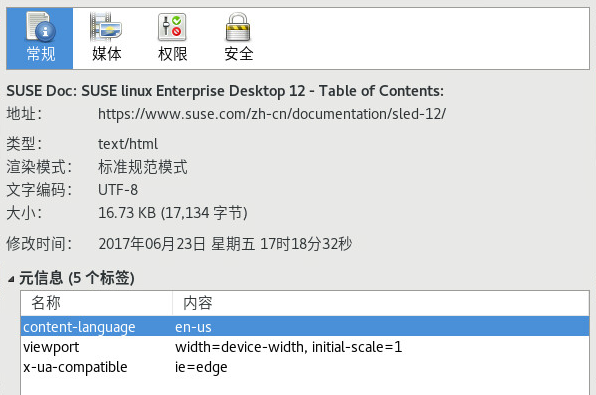 常规 媒体 权限 安全
SUSE Doc: SUSE linux Enterprise Desktop 12 - Table of Contents:
地址: https://www.suse.com/zh-cn/documentation/sled-12/
类型: text/html
渲染模式: 标准规范模式
文字编码: UTF-8
大小: 16.73 KB (17,134 字节)
修改时间: 2017年06月23日 星期五 17时18分32秒
元信息 (5 个标签)
名称 内容
content-language en-us
viewport width=device-width, initial-scale=1
x-ua-compatible ie=edge